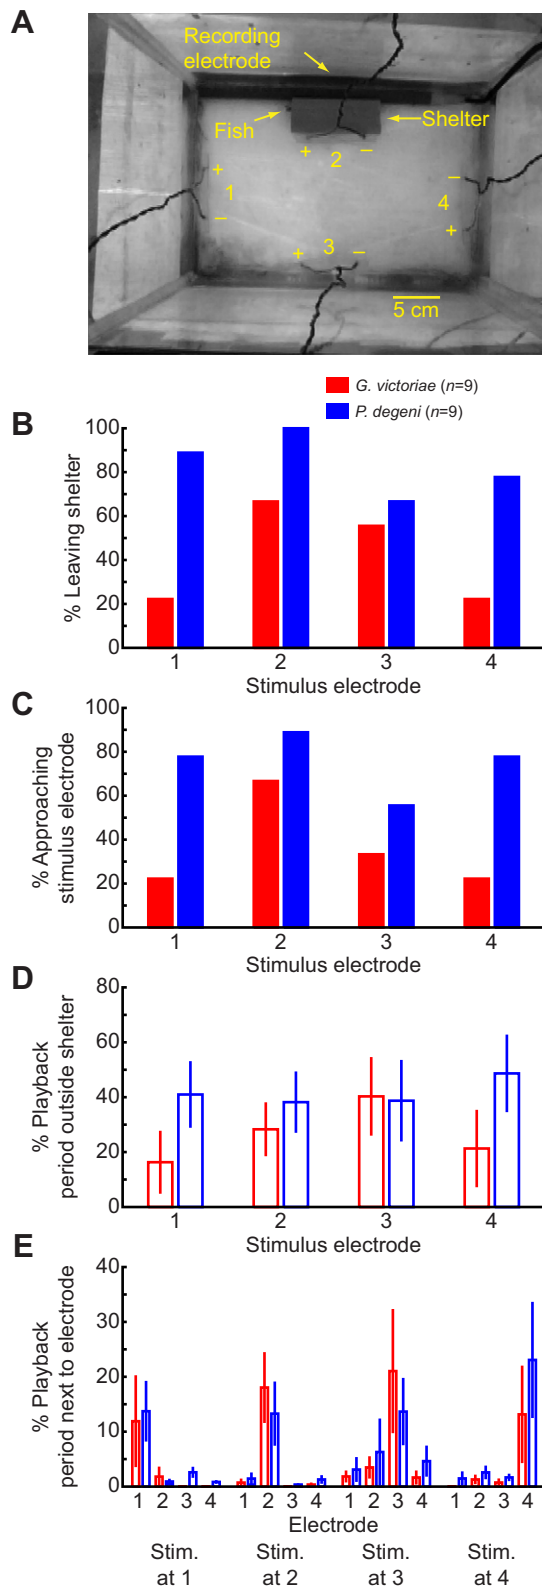 A
Recording
electrode
Fish
Shelter
+ 2 –
+
1
–
–
4
+
+ 3 –
5 cm
G. victoriae (n=9)
P. degeni (n=9)
B
% Leaving shelter
100
80
60
40
20
0
1 2 3 4
Stimulus electrode
C
% Approaching
stimulus electrode
100
80
60
40
20
0
1 2 3 4
Stimulus electrode
D
% Playback
period outside shelter
80
60
40
20
0
1 2 3 4
Stimulus electrode
E
% Playback
period next to electrode
40
30
20
10
0
1 2 3 4 1 2 3 4 1 2 3 4 1 2 3 4
Electrode
Stim. Stim. Stim. Stim.
at 1 at 2 at 3 at 4